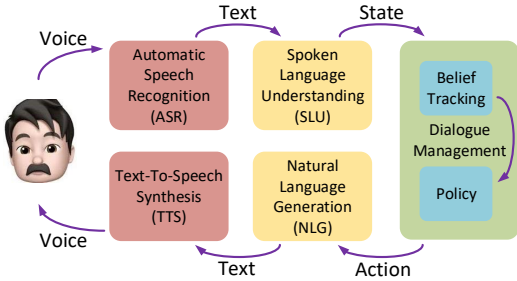 Voice
Text
State
Automatic
Speech
Recognition
(ASR)
Spoken
Language
Understanding
(SLU)
Belief
Tracking
Dialogue
Management
Policy
Text-To-Speech
Synthesis
(TTS)
Natural
Language
Generation
(NLG)
Voice
Text
Action